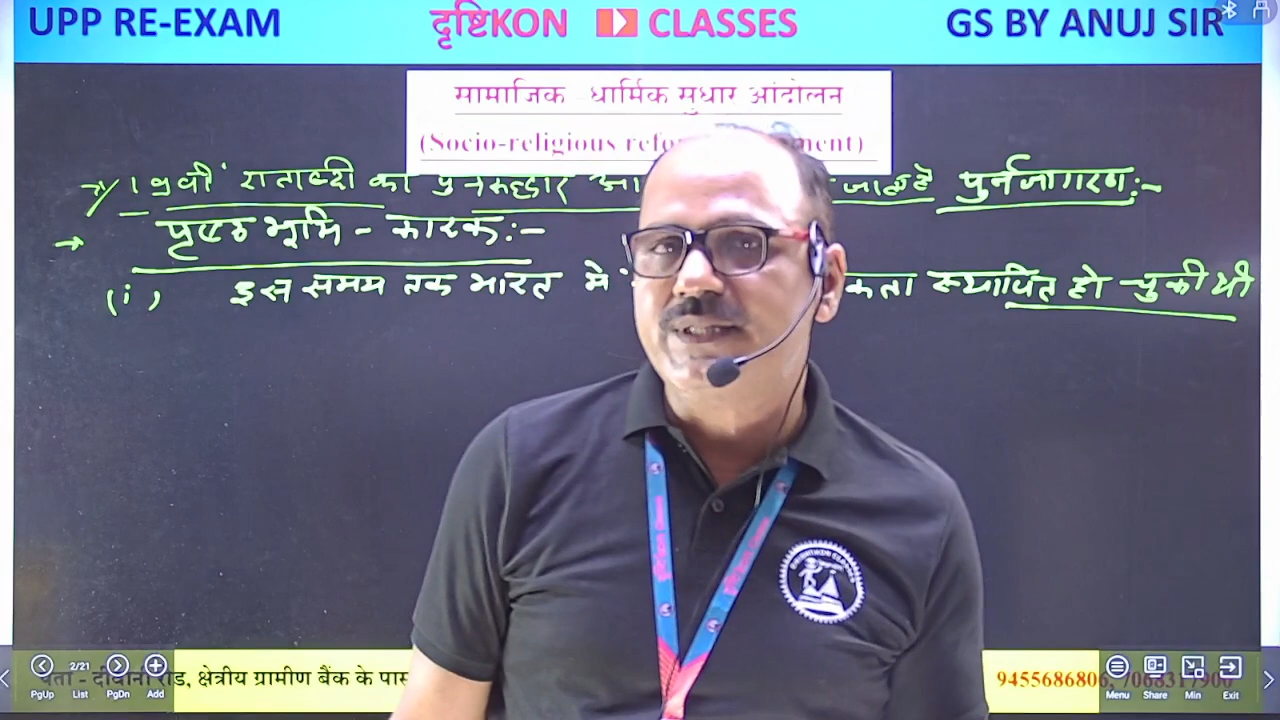 UPP RE-EXAM दृष्टिKON CLASSES GS BY ANUJ SIR
सामाजिक धार्मिक सुधार आंदोलन
(Socio-religious
19वीं शताब्दी का जाता है पुर्नजागरण:-
→ पृष्ठभूमि - कारक:-
(i) इस समय तक भारत में स्थापित हो चुकी थी
दीवानी रोड, क्षेत्रीय ग्रामीण बैंक के पास 9455686806,
PgUp 2/21 List PgDn Add Menu Share Min Exit